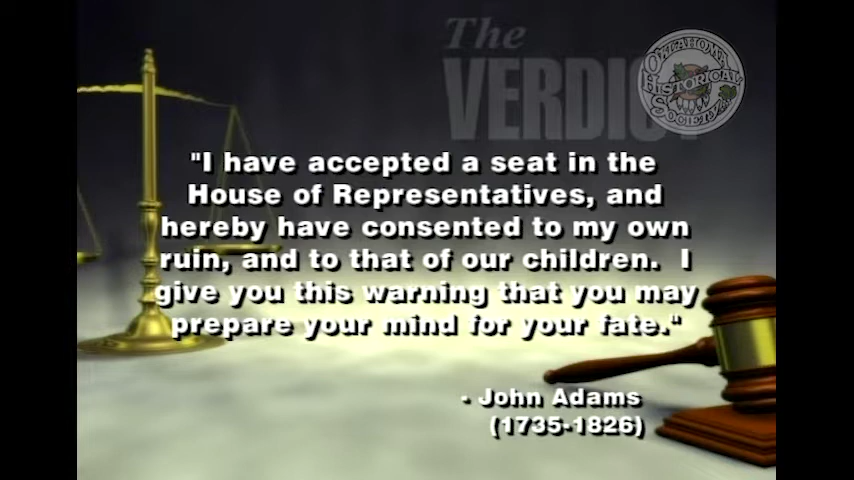 The
VERDICT
OKLAHOMA
HISTORICAL
SOCIETY
"I have accepted a seat in the
House of Representatives, and
hereby have consented to my own
ruin, and to that of our children.  I
give you this warning that you may
prepare your mind for your fate."
- John Adams
(1735-1826)